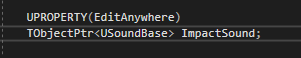 UPROPERTY(EditAnywhere)
TObjectPtr<USoundBase> ImpactSound;